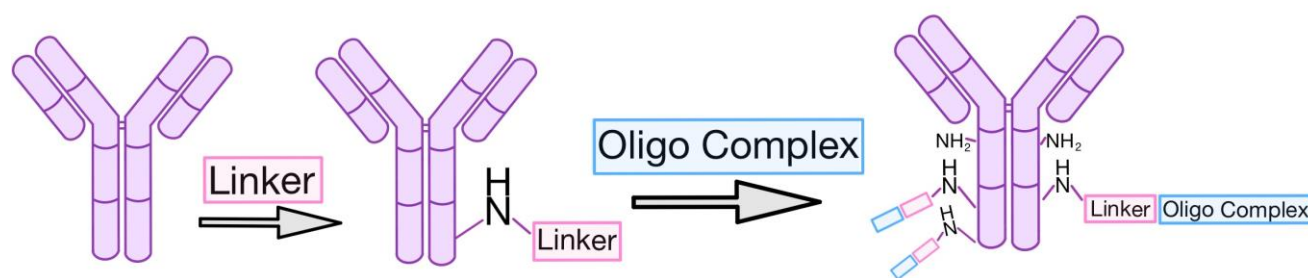 Linker
H
N
Linker
Oligo Complex
NH2
NH2
H
N
H
N
Linker Oligo Complex
H
N